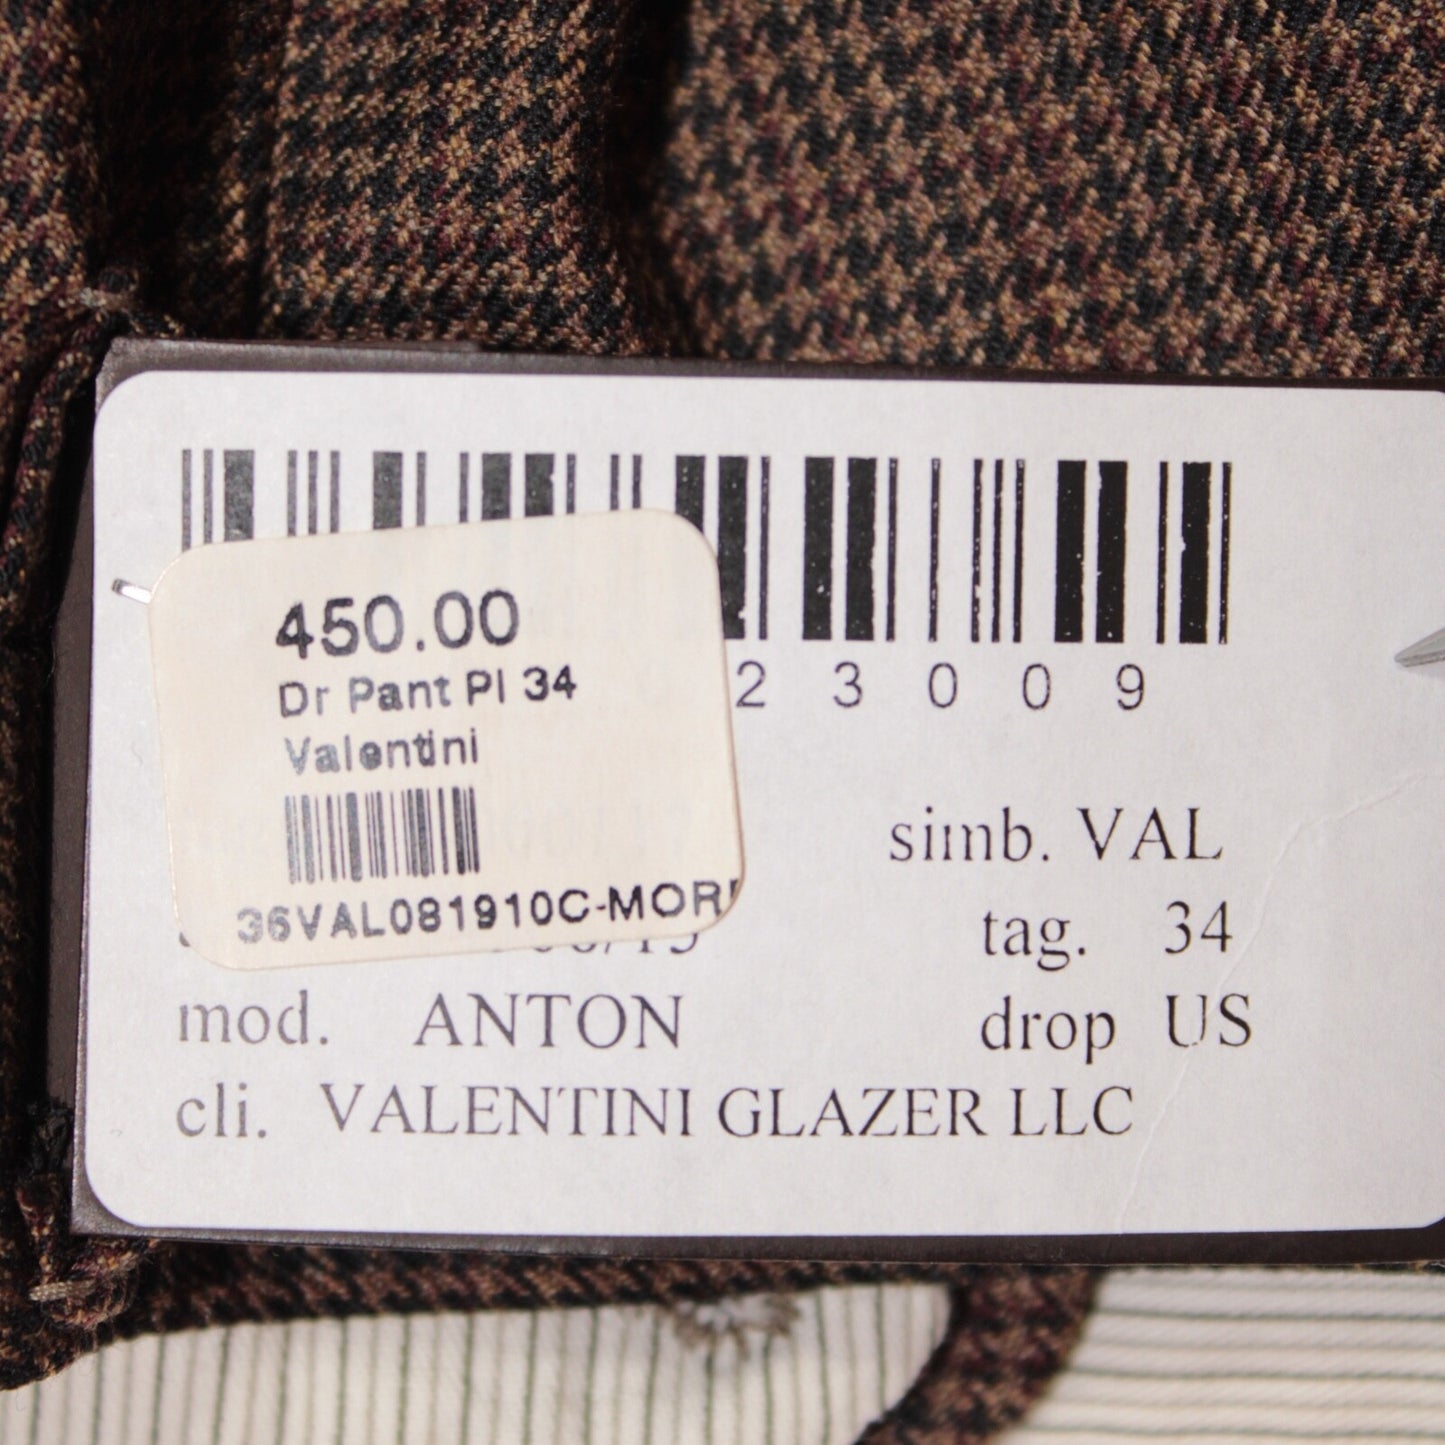 450.00
Dr Pant Pl 34
Valentini
36VAL081910C-MOR
23009
simb. VAL
tag. 34
mod. ANTON
drop US
cli. VALENTINI GLAZER LLC